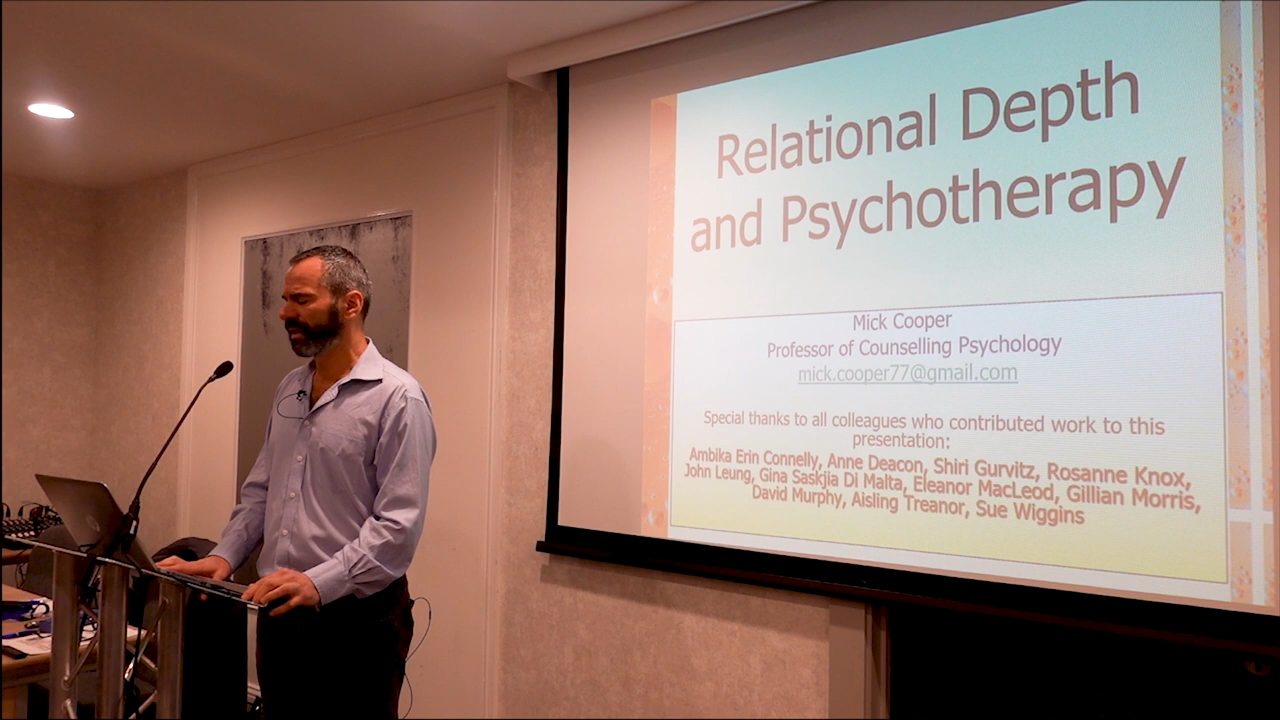 Relational Depth
and Psychotherapy
Mick Cooper
Professor of Counselling Psychology
mick.cooper77@gmail.com
Special thanks to all colleagues who contributed work to this
presentation:
Ambika Erin Connelly, Anne Deacon, Shiri Gurvitz, Rosanne Knox,
John Leung, Gina Saskjia Di Malta, Eleanor MacLeod, Gillian Morris,
David Murphy, Aisling Treanor, Sue Wiggins